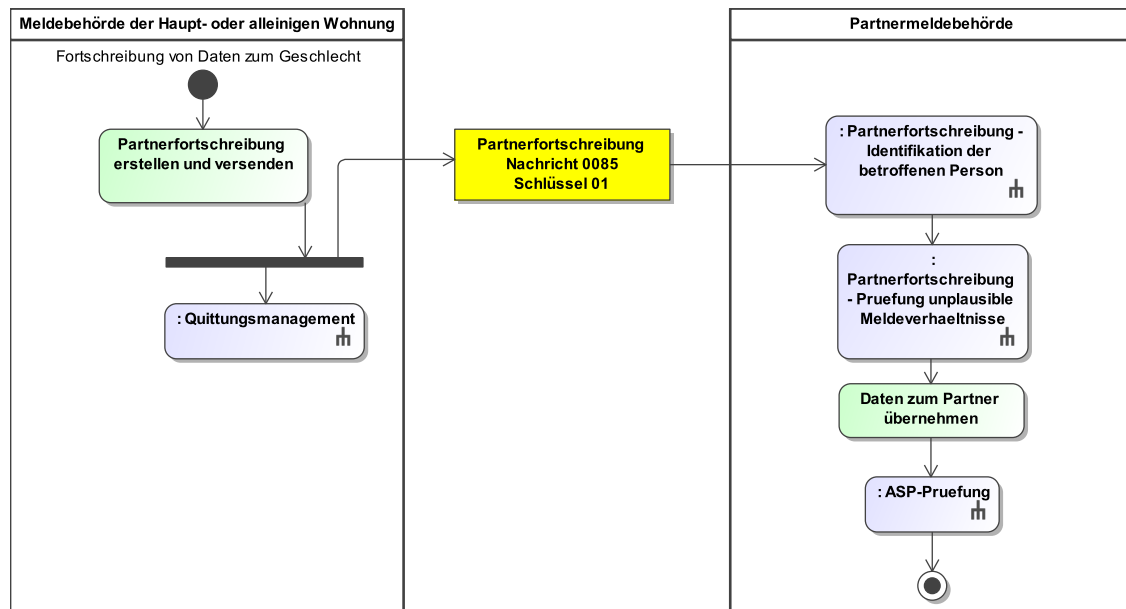 Meldebehörde der Haupt- oder alleinigen Wohnung
Fortschreibung von Daten zum Geschlecht
Partnerfortschreibung
erstellen und versenden
: Quittungsmanagement
Partnerfortschreibung
Nachricht 0085
Schlüssel 01
Partnermeldebehörde
: Partnerfortschreibung -
Identifikation der
betroffenen Person
:
Partnerfortschreibung
- Pruefung unplausible
Meldeverhaeltnisse
Daten zum Partner
übernehmen
: ASP-Pruefung